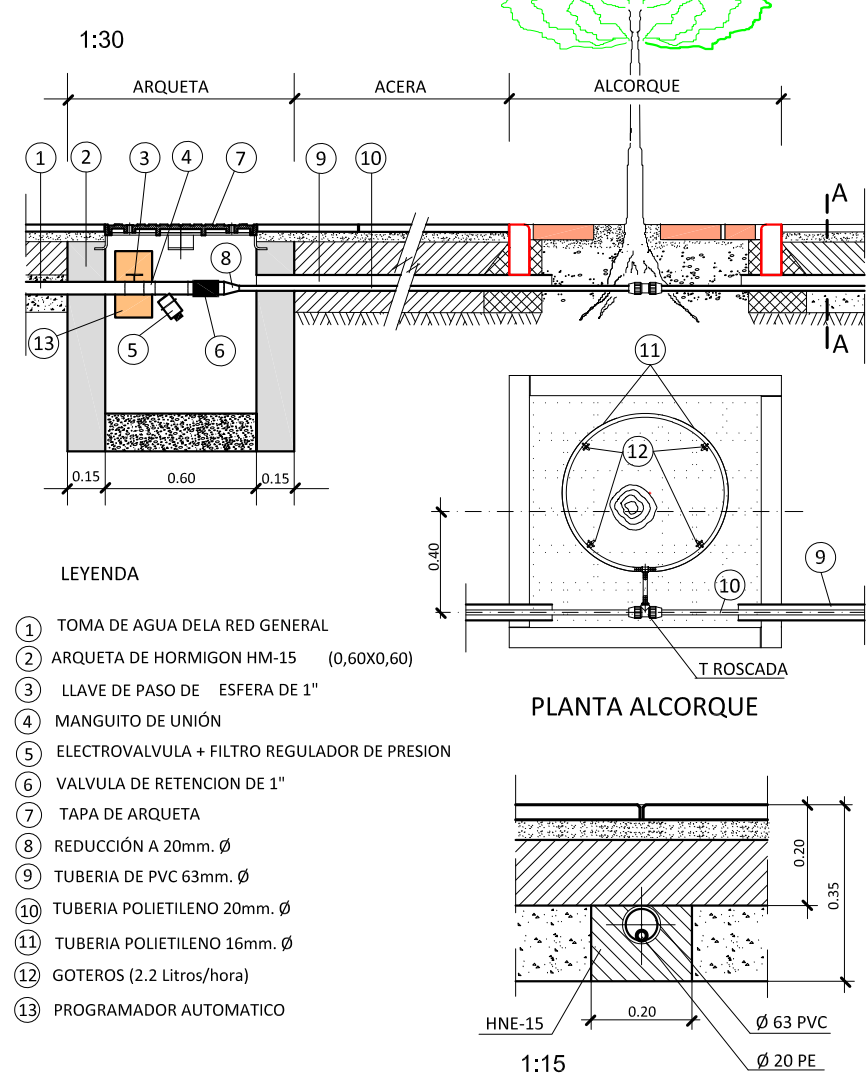 1:30
ARQUETA
ACERA
ALCORQUE
1
2
3
4
7
9
10
A
8
13
5
6
A
11
12
0.15
0.60
0.15
0.40
10
9
T ROSCADA
PLANTA ALCORQUE
LEYENDA
1 TOMA DE AGUA DELA RED GENERAL
2 ARQUETA DE HORMIGON HM-15 (0,60X0,60)
3 LLAVE DE PASO DE ESFERA DE 1"
4 MANGUITO DE UNIÓN
5 ELECTROVALVULA + FILTRO REGULADOR DE PRESION
6 VALVULA DE RETENCION DE 1"
7 TAPA DE ARQUETA
8 REDUCCIÓN A 20mm. Ø
9 TUBERIA DE PVC 63mm. Ø
10 TUBERIA POLIETILENO 20mm. Ø
11 TUBERIA POLIETILENO 16mm. Ø
12 GOTEROS (2.2 Litros/hora)
13 PROGRAMADOR AUTOMATICO
0.20
0.35
HNE-15
0.20
Ø 63 PVC
Ø 20 PE
1:15